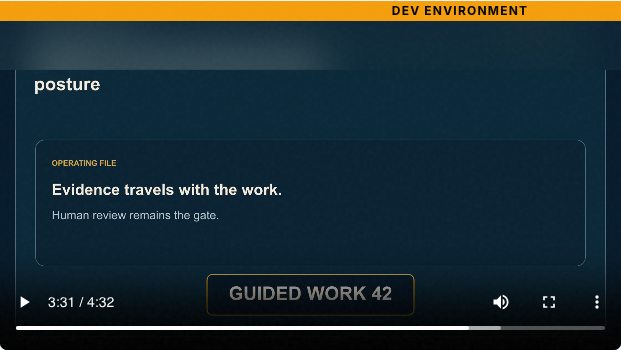 DEV ENVIRONMENT
posture
OPERATING FILE
Evidence travels with the work.
Human review remains the gate.
GUIDED WORK 42
3:31 / 4:32